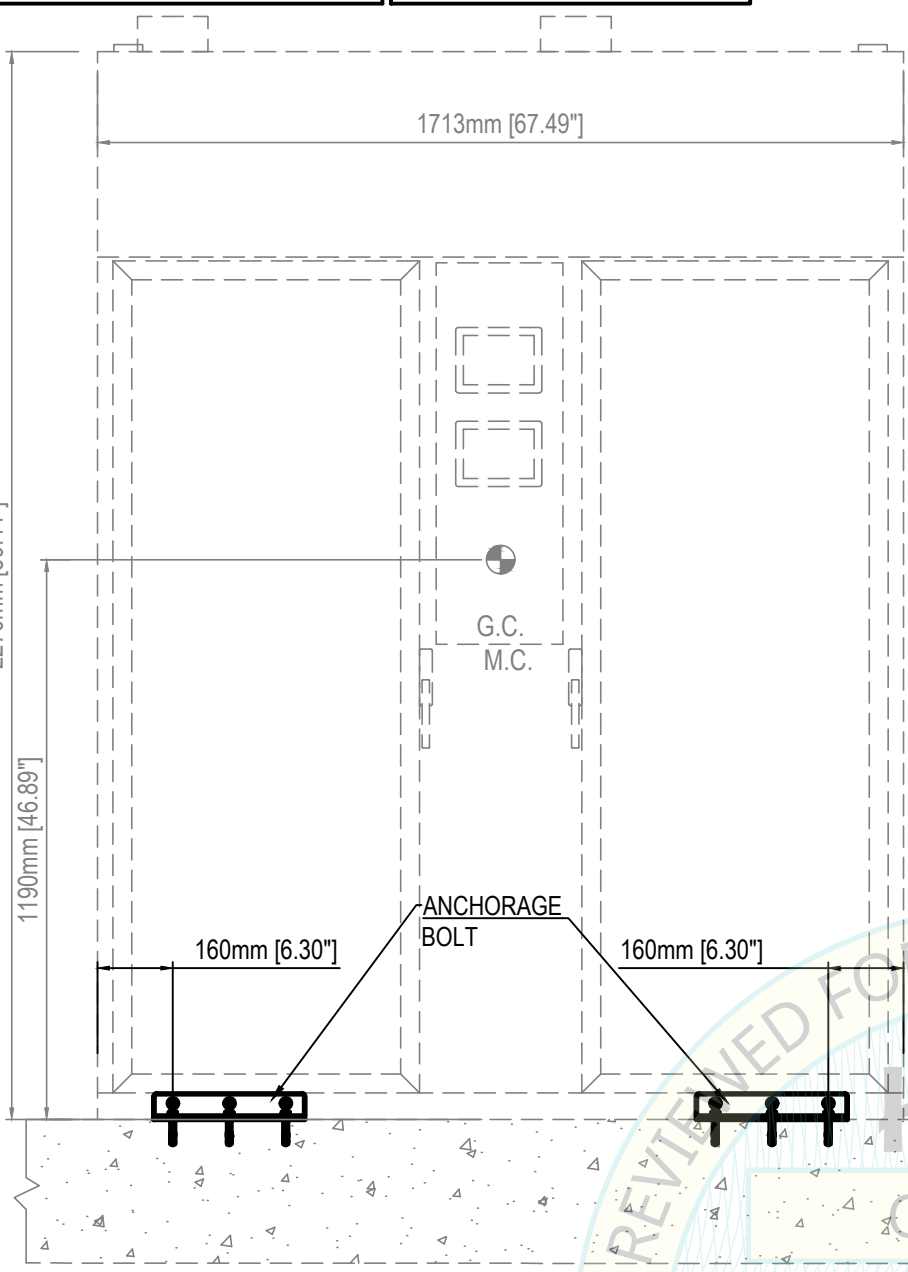 1713mm [67.49"]
G.C.
M.C.
1190mm [46.89"]
ANCHORAGE
BOLT
160mm [6.30"]
160mm [6.30"]
REVIEWED FO